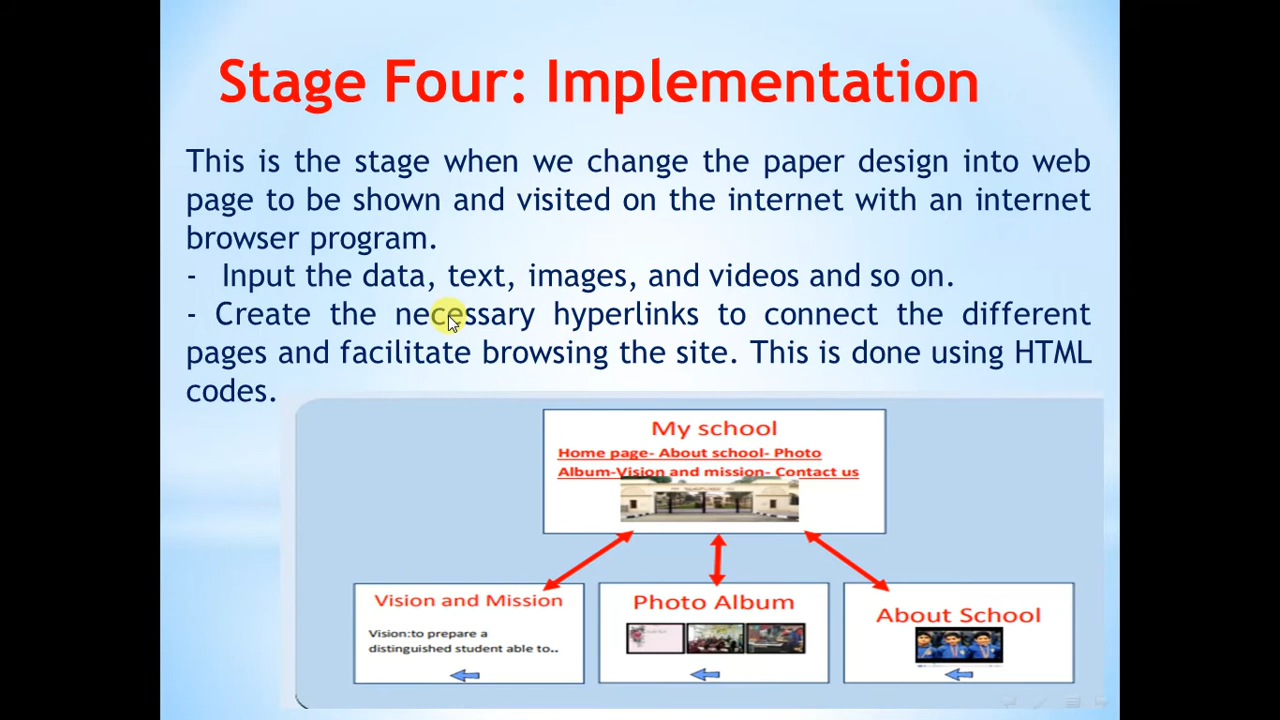 Stage Four: Implementation
This is the stage when we change the paper design into web
page to be shown and visited on the internet with an internet
browser program.
- Input the data, text, images, and videos and so on.
- Create the necessary hyperlinks to connect the different
pages and facilitate browsing the site. This is done using HTML
codes.
My school
Home page- About school- Photo
Album-Vision and mission- Contact us
Vision and Mission
Vision:to prepare a
distinguished student able to..
Photo Album
About School